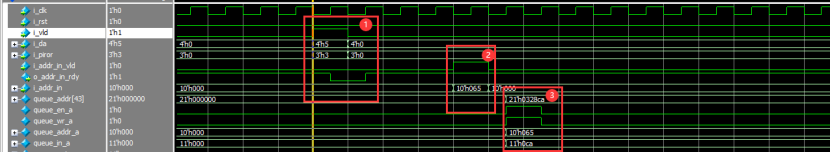 i_clk 1'h0
i_rst 1'h0
i_vld 1'h1
i_da 4'h5 4'h0 4'h5 4'h0
i_piror 3'h3 3'h0 3'h3 3'h0
i_addr_in_vld 1'h0
o_addr_in_rdy 1'h1
i_addr_in 10'h000 10'h000 10'h065 10'h000
queue_addr[43] 21'h000000 21'h000000 21'h0328ca
queue_en_a 1'h0
queue_wr_a 1'h0
queue_addr_a 10'h000 10'h000 10'h065
queue_in_a 11'h000 11'h000 11'h0ca
1
2
3